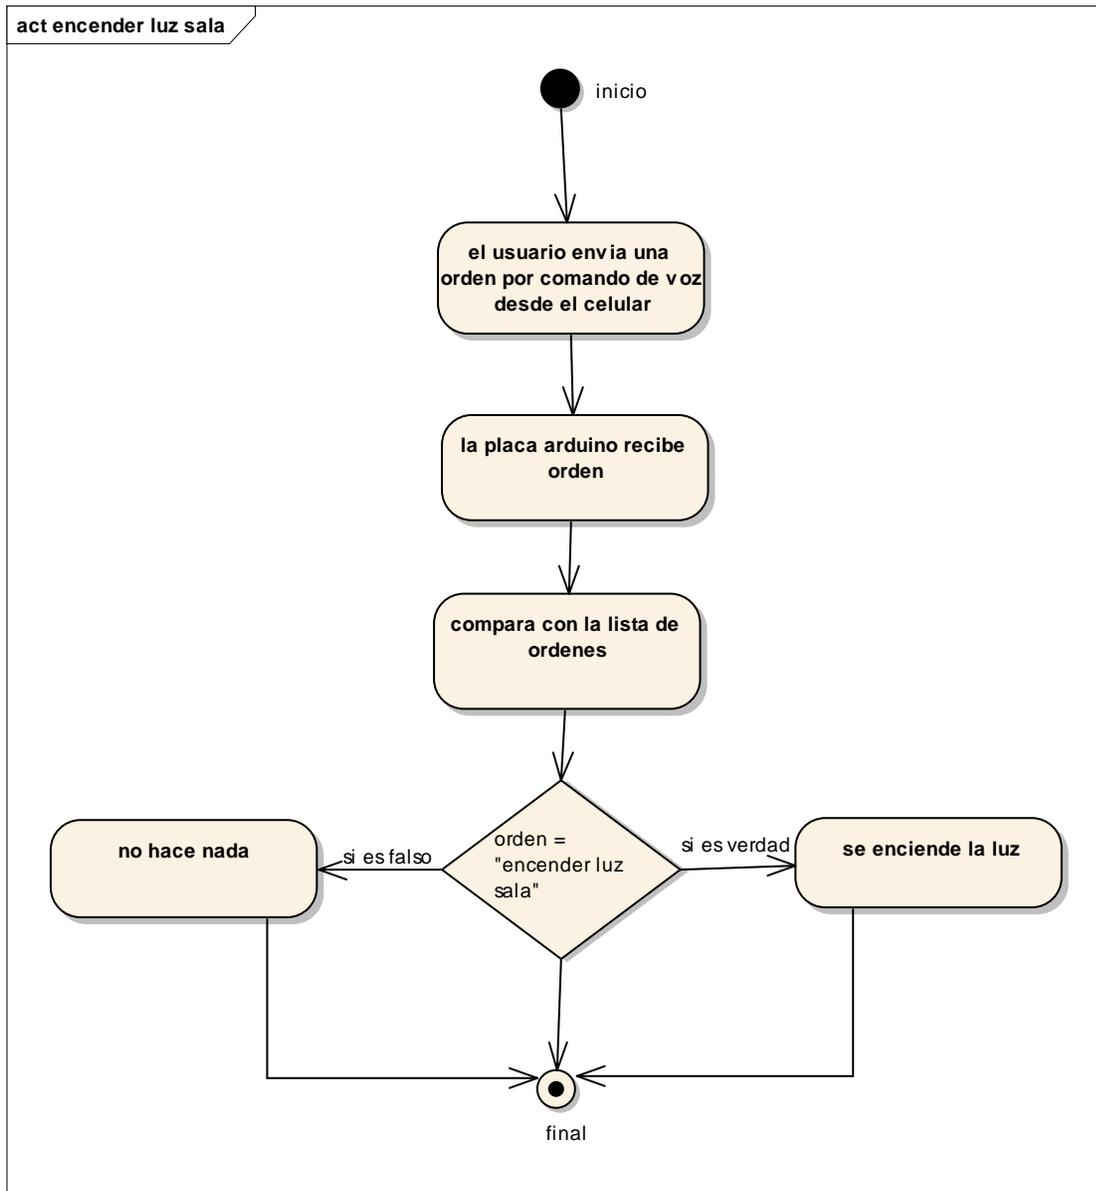 act encender luz sala
inicio
el usuario envia una
orden por comando de voz
desde el celular
la placa arduino recibe
orden
compara con la lista de
ordenes
orden =
"encender luz
sala"
si es falso
no hace nada
si es verdad
se enciende la luz
final